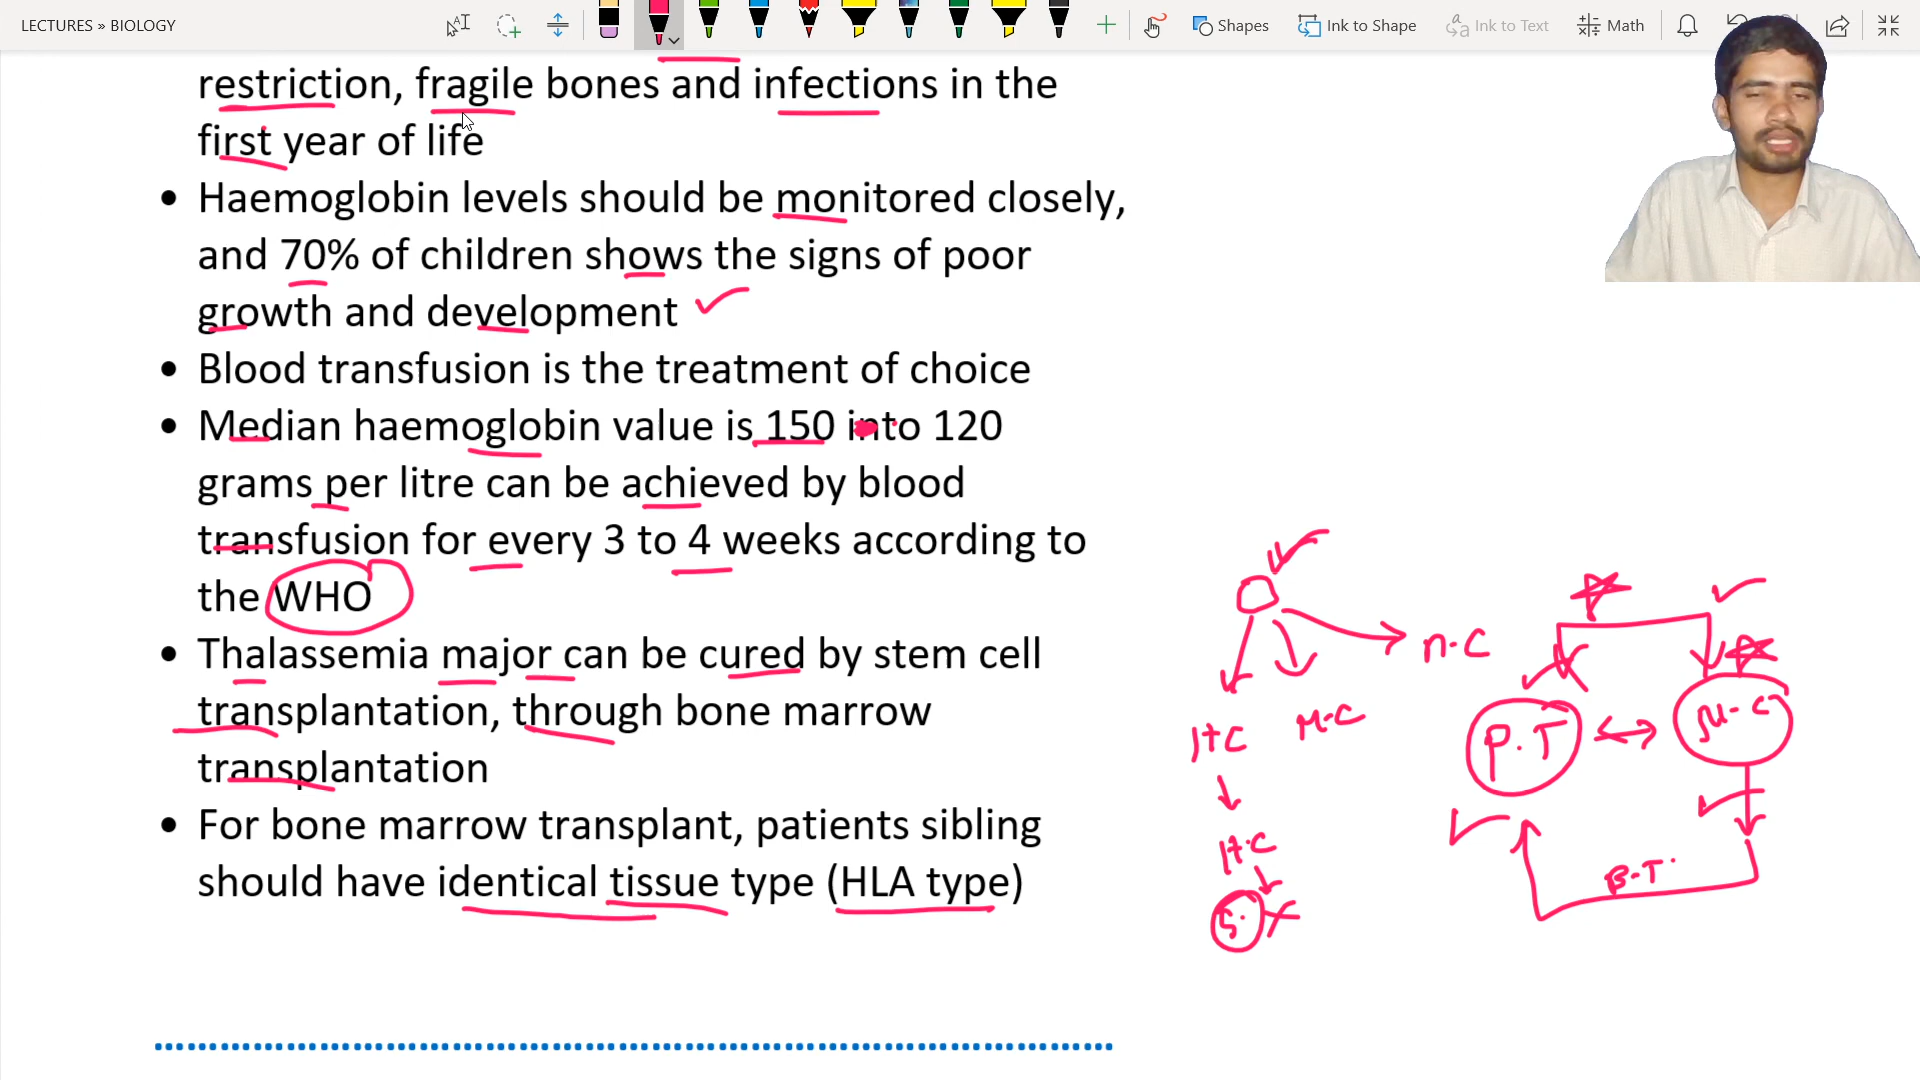 LECTURES » BIOLOGY
Shapes
Ink to Shape
Ink to Text
Math
restriction, fragile bones and infections in the
first year of life
• Haemoglobin levels should be monitored closely,
and 70% of children shows the signs of poor
growth and development
• Blood transfusion is the treatment of choice
• Median haemoglobin value is 150 into 120
grams per litre can be achieved by blood
transfusion for every 3 to 4 weeks according to
the WHO
• Thalassemia major can be cured by stem cell
transplantation, through bone marrow
transplantation
• For bone marrow transplant, patients sibling
should have identical tissue type (HLA type)
n.C
H.C
M.C
H.C
S.
P.T
M.C
B.T.